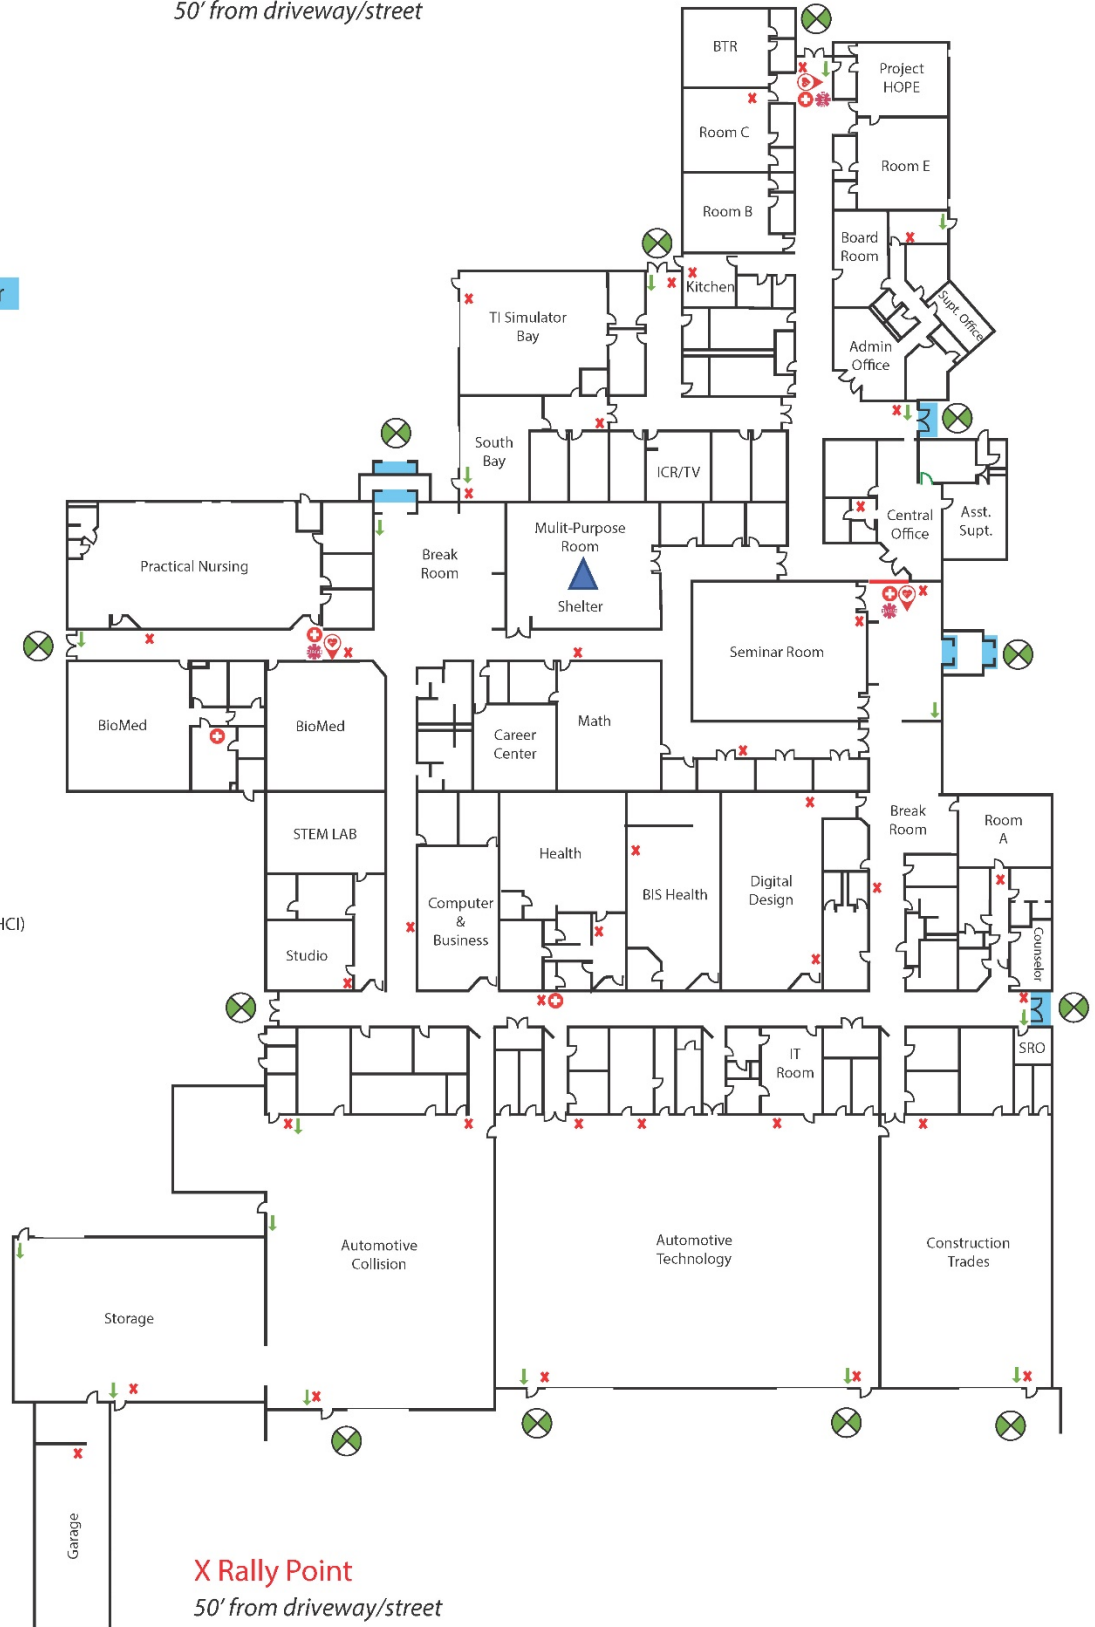 50' from driveway/street
BTR
Project
HOPE
Room C
Room E
Room B
Board
Room
r
Kitchen
Supt. Office
TI Simulator
Bay
Admin
Office
South
Bay
ICR/TV
Mulit-Purpose
Room
Central
Office
Asst.
Supt.
Break
Room
Practical Nursing
Shelter
Seminar Room
BioMed
BioMed
Math
Career
Center
STEM LAB
Break
Room
Room
A
Health
BIS Health
Digital
Design
Computer
&
Business
HCI)
Studio
Counselor
IT
Room
SRO
Automotive
Collision
Automotive
Technology
Construction
Trades
Storage
Garage
X Rally Point
50' from driveway/street